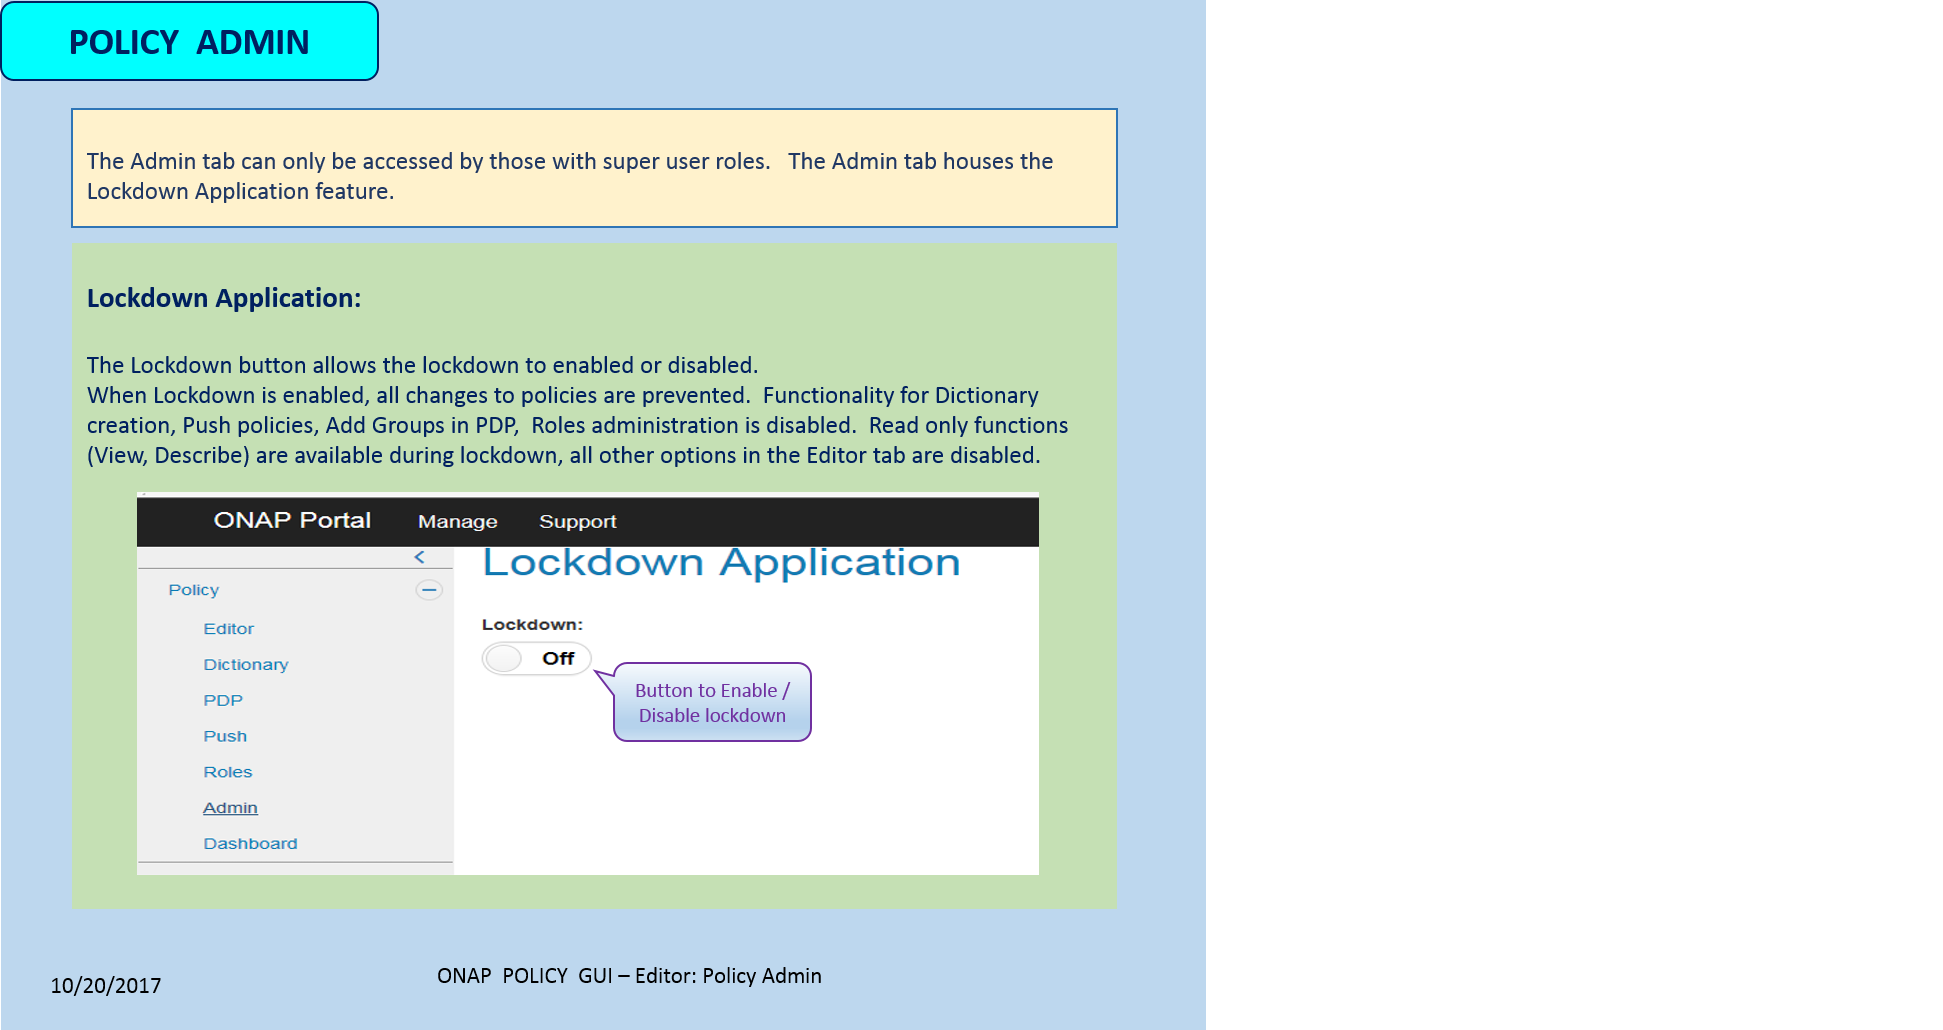 POLICY  ADMIN
The Admin tab can only be accessed by those with super user roles.   The Admin tab houses the
Lockdown Application feature.
Lockdown Application:
The Lockdown button allows the lockdown to enabled or disabled.
When Lockdown is enabled, all changes to policies are prevented.  Functionality for Dictionary
creation, Push policies, Add Groups in PDP,  Roles administration is disabled.  Read only functions
(View, Describe) are available during lockdown, all other options in the Editor tab are disabled.
ONAP Portal Manage Support
<
Lockdown Application
Policy
Editor
Lockdown:
Off
Dictionary
PDP
Button to Enable /
Disable lockdown
Push
Roles
Admin
Dashboard
10/20/2017
ONAP  POLICY  GUI – Editor: Policy Admin